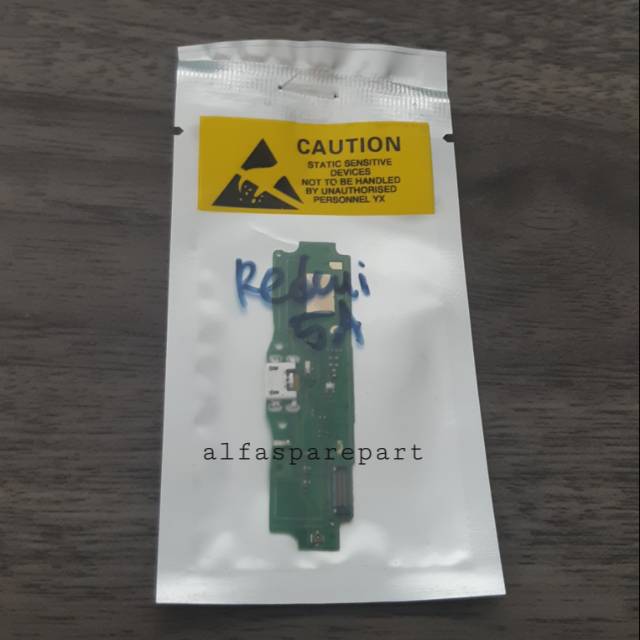 CAUTION
STATIC SENSITIVE
DEVICES
NOT TO BE HANDLED
BY UNAUTHORISED
PERSONNEL YX
Redmi
5A
alfasparepart